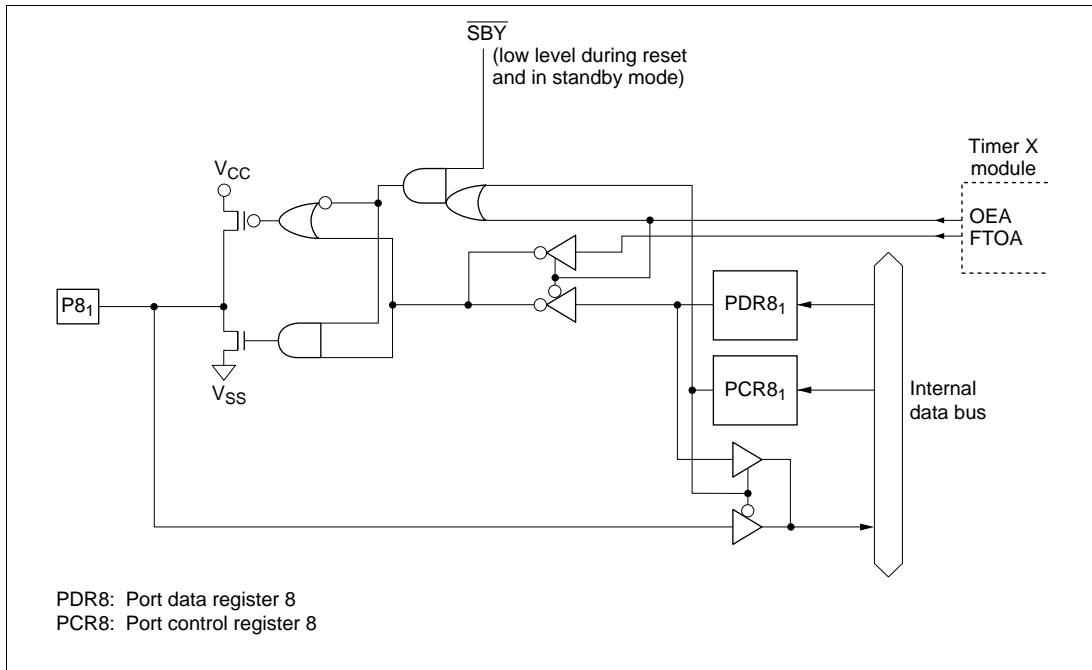 SBY
(low level during reset
and in standby mode)
Timer X
module
VCC
OEA
FTOA
P81
PDR81
PCR81
VSS
Internal
data bus
PDR8: Port data register 8
PCR8: Port control register 8